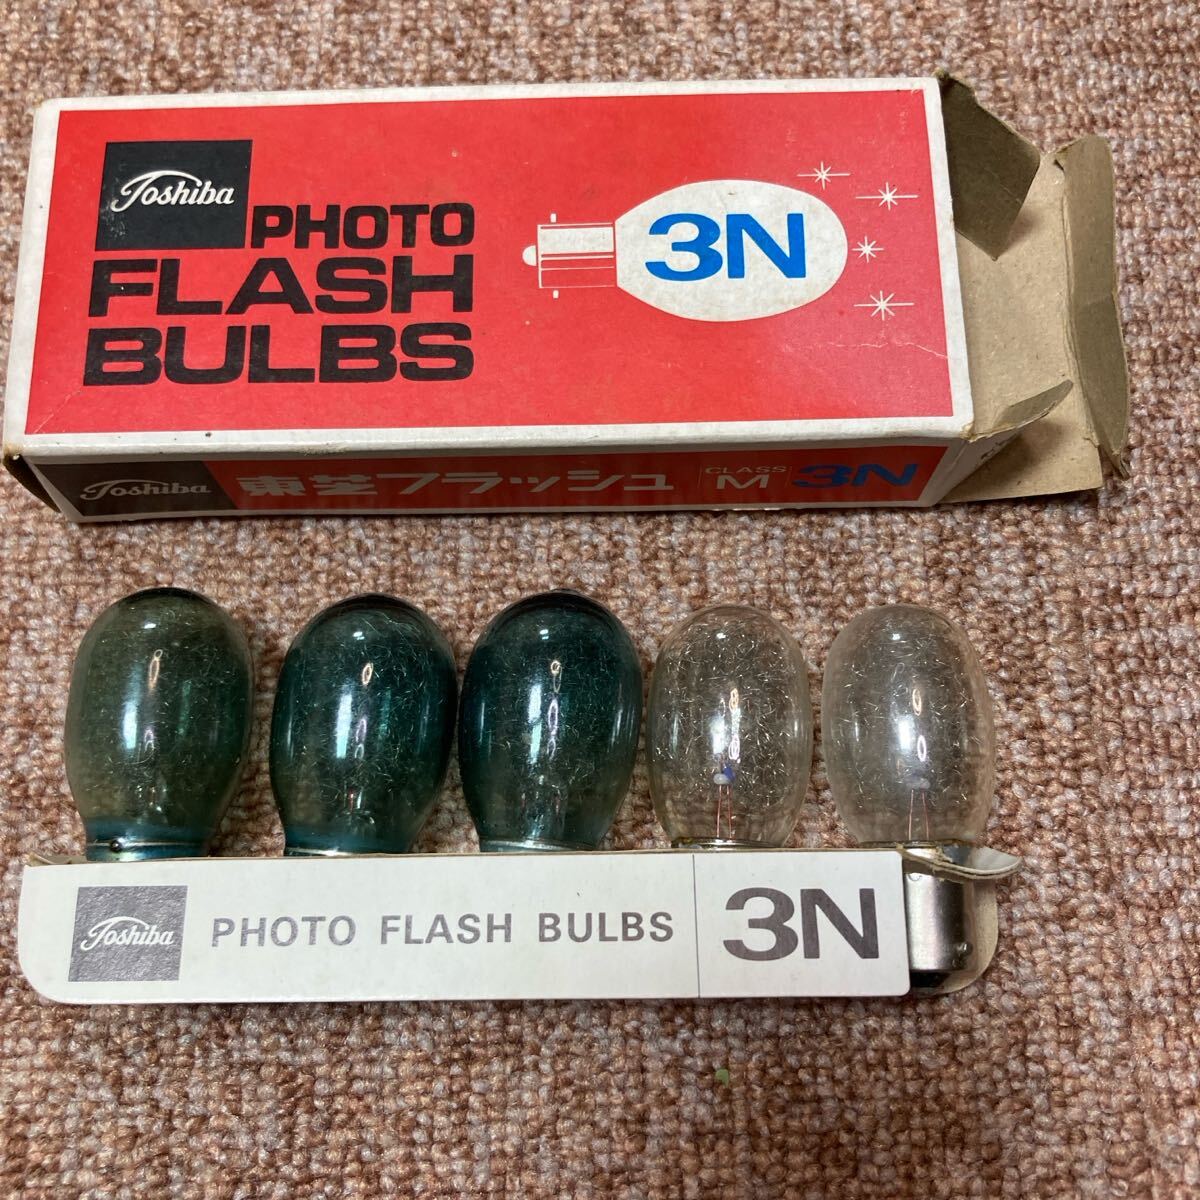 Toshiba
PHOTO
FLASH
BULBS
3N
Toshiba 東芝フラッシュ CLASS M 3N
Toshiba PHOTO FLASH BULBS 3N